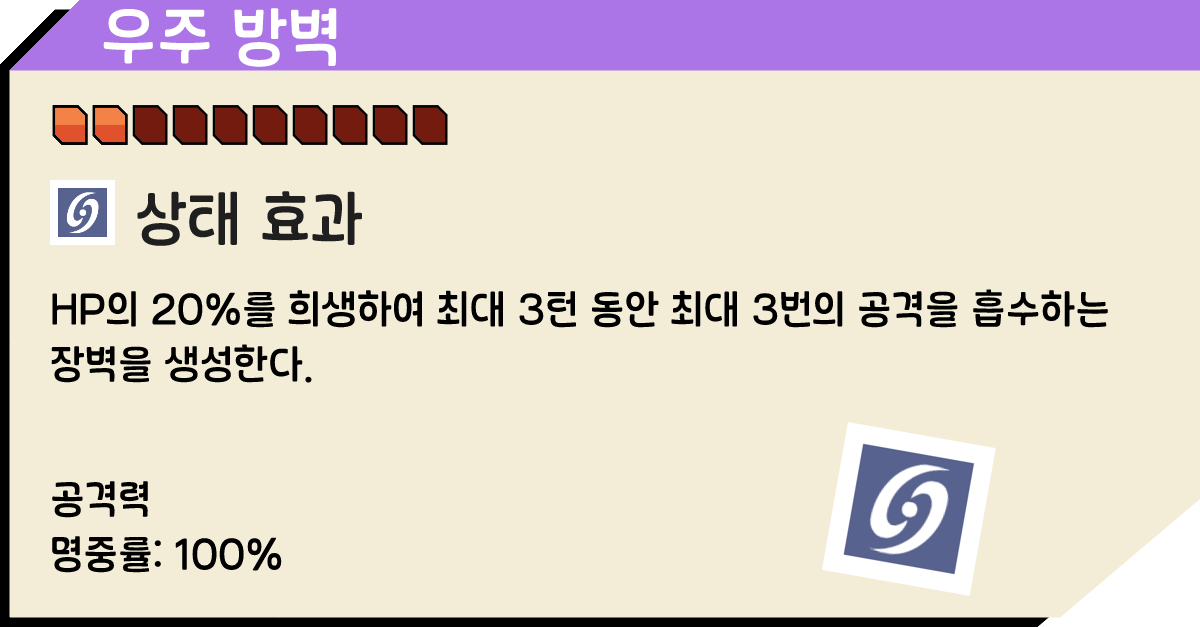 우주 방벽
상태 효과
HP의 20%를 희생하여 최대 3턴 동안 최대 3번의 공격을 흡수하는
장벽을 생성한다.
공격력
명중률: 100%